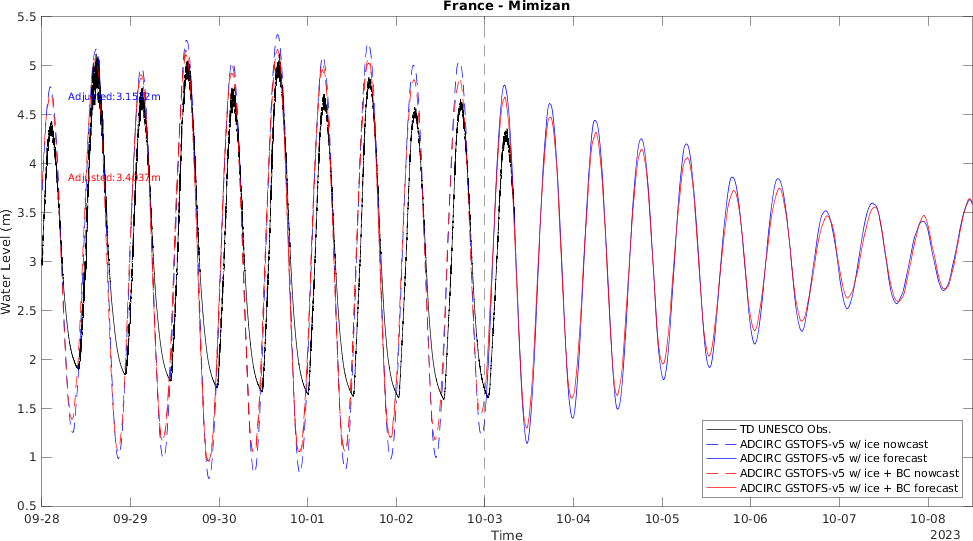 France - Mimizan
5.5
5
4.5
4
3.5
3
2.5
2
1.5
1
0.5
Water Level (m)
Adjusted:3.4037m
TD UNESCO Obs.
ADCIRC GSTOFS-v5 w/ ice nowcast
ADCIRC GSTOFS-v5 w/ ice forecast
ADCIRC GSTOFS-v5 w/ ice + BC nowcast
ADCIRC GSTOFS-v5 w/ ice + BC forecast
09-28 09-29 09-30 10-01 10-02 10-03 10-04 10-05 10-06 10-07 10-08
Time
2023